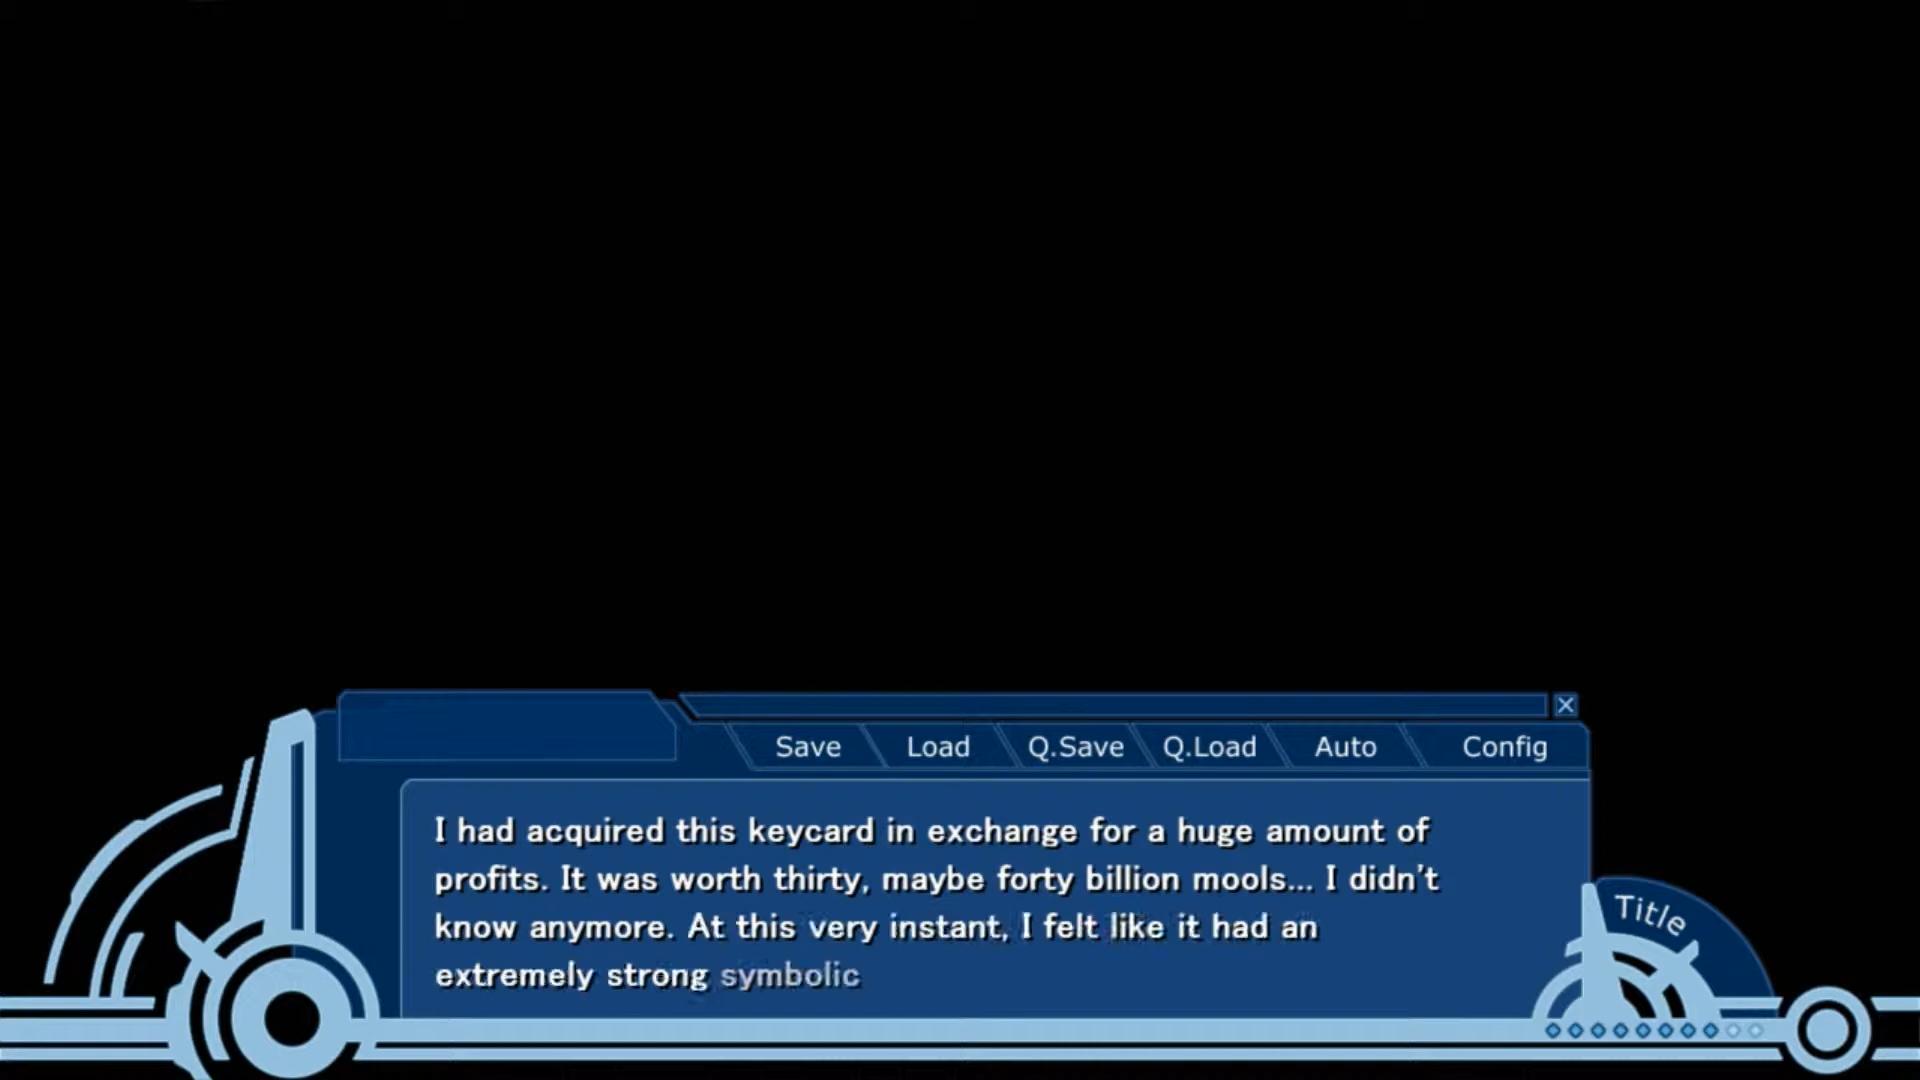 Save Load Q.Save Q.Load Auto Config
I had acquired this keycard in exchange for a huge amount of
profits. It was worth thirty, maybe forty billion mools... I didn't
know anymore. At this very instant, I felt like it had an
extremely strong symbolic
Title